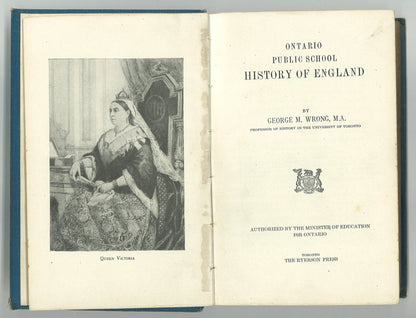 Queen Victoria
ONTARIO
PUBLIC SCHOOL
HISTORY OF ENGLAND
BY
GEORGE M. WRONG, M.A.
PROFESSOR OF HISTORY IN THE UNIVERSITY OF TORONTO
AUTHORIZED BY THE MINISTER OF EDUCATION
FOR ONTARIO
TORONTO
THE RYERSON PRESS